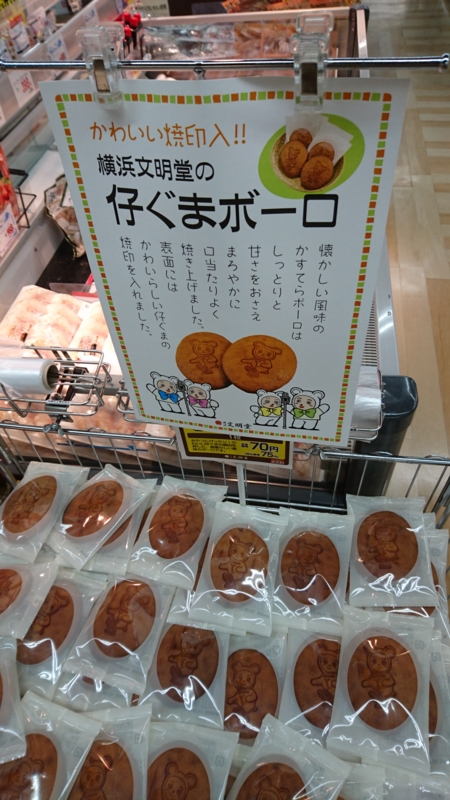 かわいい焼印入!!
横浜文明堂の
仔ぐまボーロ
懐かしい風味の
かすてらボーロは
しっとりと
甘さをおさえ
まろやかに
口当たりよく
焼き上げました。
表面には
かわいらしい仔ぐまの
焼印を入れました。
文明堂
70円
75